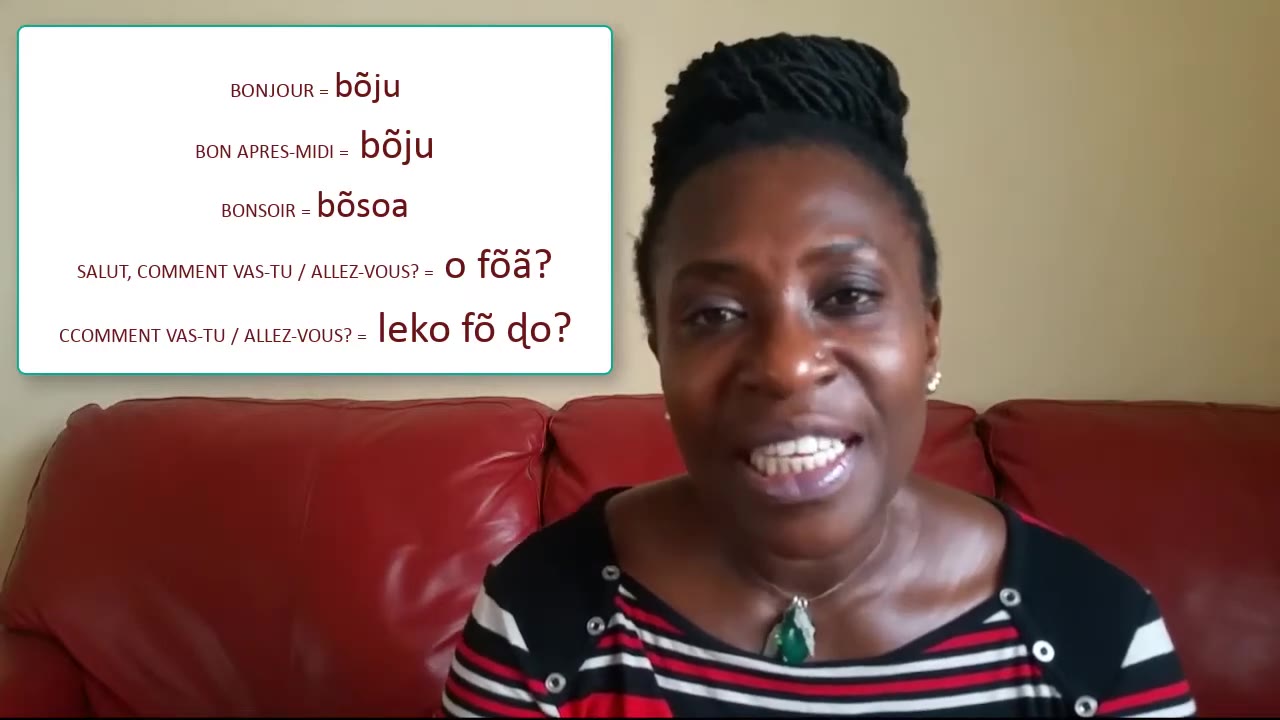 BONJOUR = bõju
BON APRES-MIDI = bõju
BONSOIR = bõsoa
SALUT, COMMENT VAS-TU / ALLEZ-VOUS? = o fõã?
CCOMMENT VAS-TU / ALLEZ-VOUS? = leko fõ ɖo?